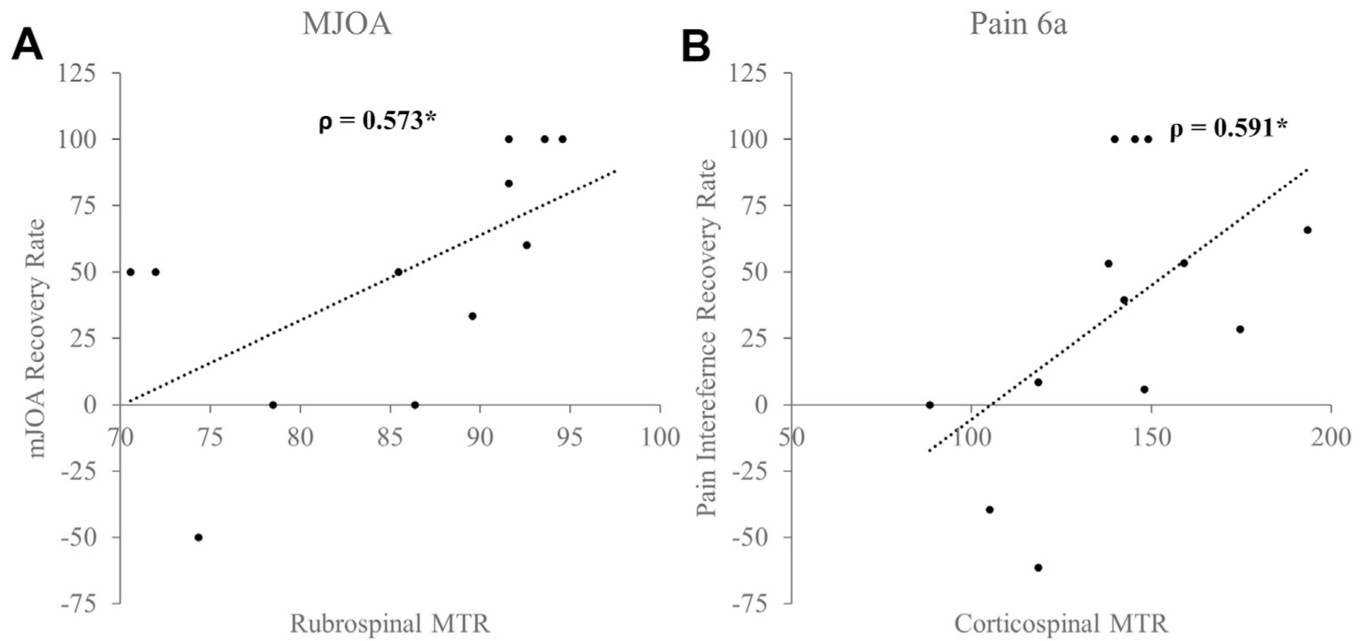 A
MJOA
125
100
75
50
25
0
-25
-50
-75
ρ = 0.573*
70 75 80 85 90 95 100
mJOA Recovery Rate
Rubrospinal MTR
B
Pain 6a
125
100
75
50
25
0
-25
-50
-75
ρ = 0.591*
50 100 150 200
Pain Interefernce Recovery Rate
Corticospinal MTR